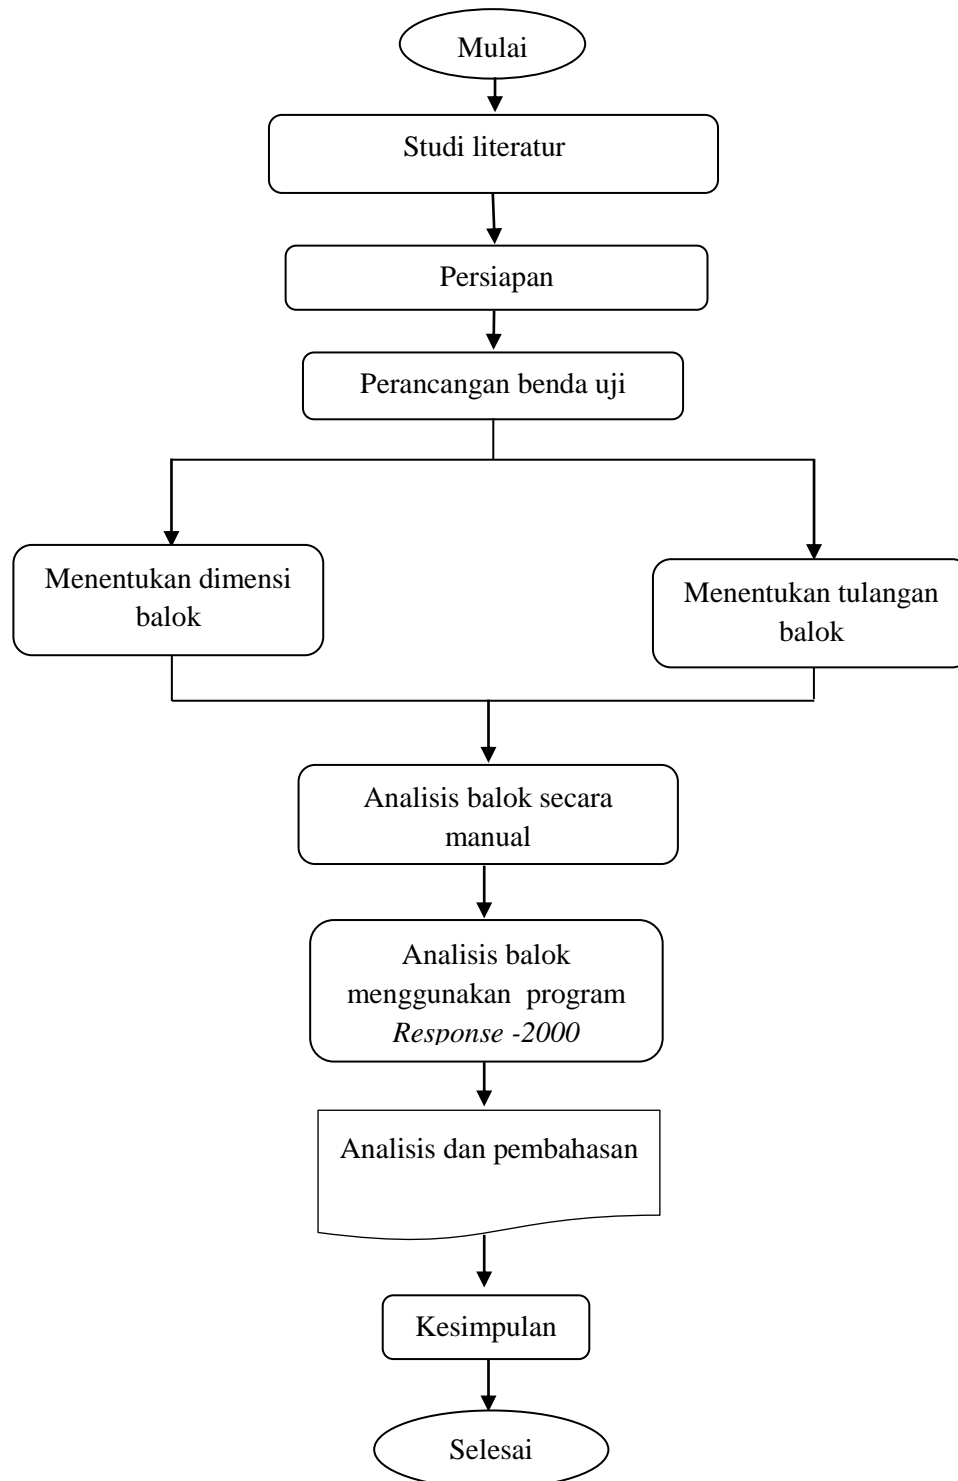 Mulai
Studi literatur
Persiapan
Perancangan benda uji
Menentukan dimensi
balok
Menentukan tulangan
balok
Analisis balok secara
manual
Analisis balok
menggunakan  program
Response -2000
Analisis dan pembahasan
Kesimpulan
Selesai